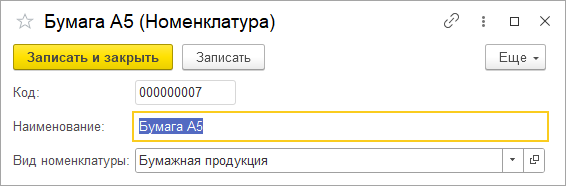 Бумага А5 (Номенклатура)
Записать и закрыть
Записать
Еще
Код: 000000007
Наименование: Бумага А5
Вид номенклатуры: Бумажная продукция